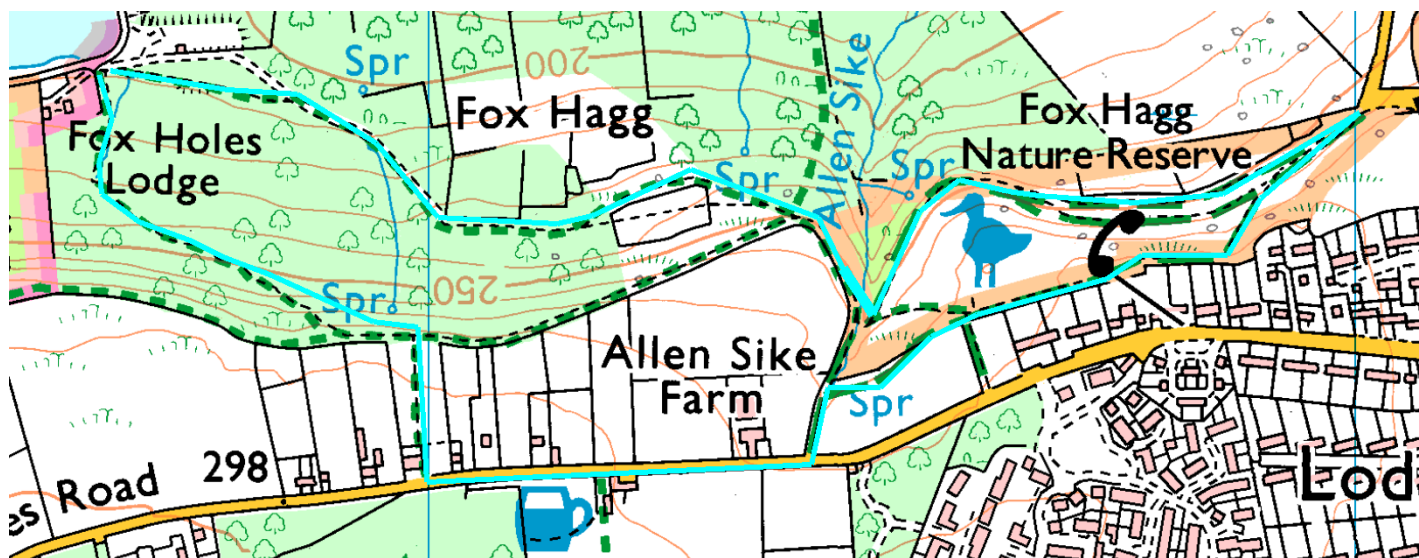 Spr
200
Allen Sike
Fox Hagg
Fox Hagg
Nature Reserve
Fox Holes
Lodge
Spr
Spr
Spr
250
Allen Sike
Farm
Spr
es Road
298
Lod